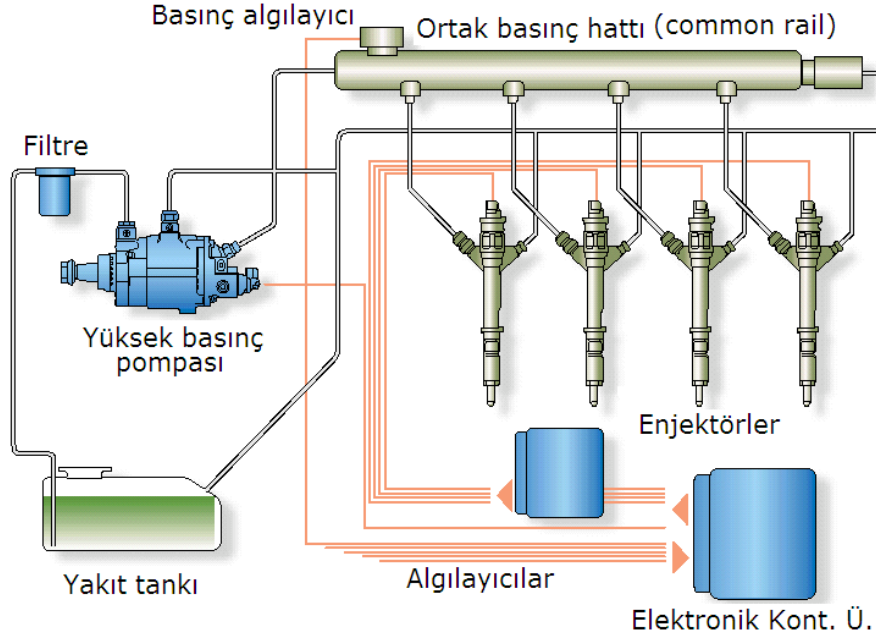 Basınç algılayıcı
Ortak basınç hattı (common rail)
Filtre
Yüksek basınç
pompası
Enjektörler
Yakıt tankı
Algılayıcılar
Elektronik Kont. Ü.